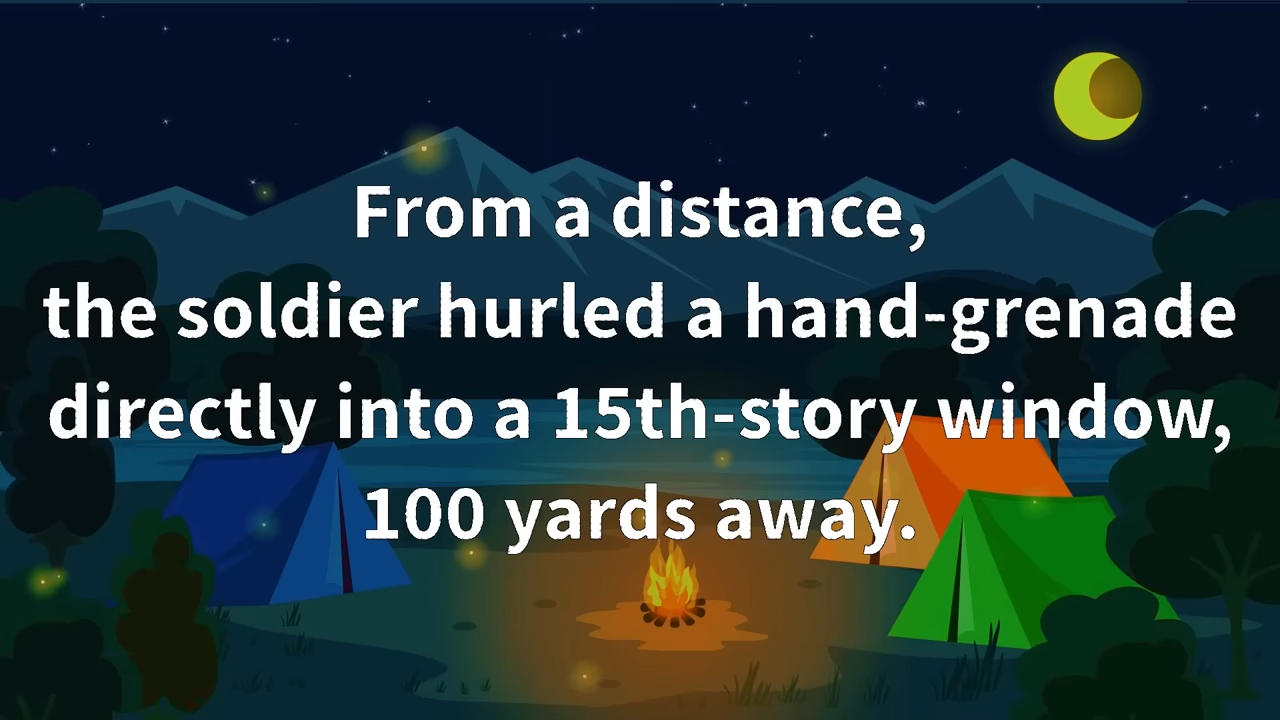 From a distance,
the soldier hurled a hand-grenade
directly into a 15th-story window,
100 yards away.